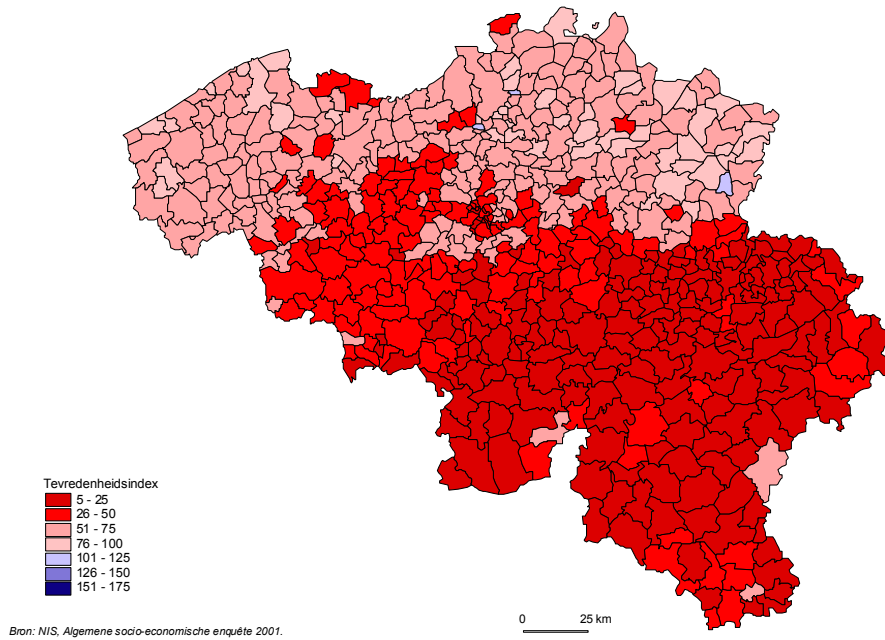 Tevredenheidsindex
5 - 25
26 - 50
51 - 75
76 - 100
101 - 125
126 - 150
151 - 175
0 25 km
Bron: NIS, Algemene socio-economische enquête 2001.